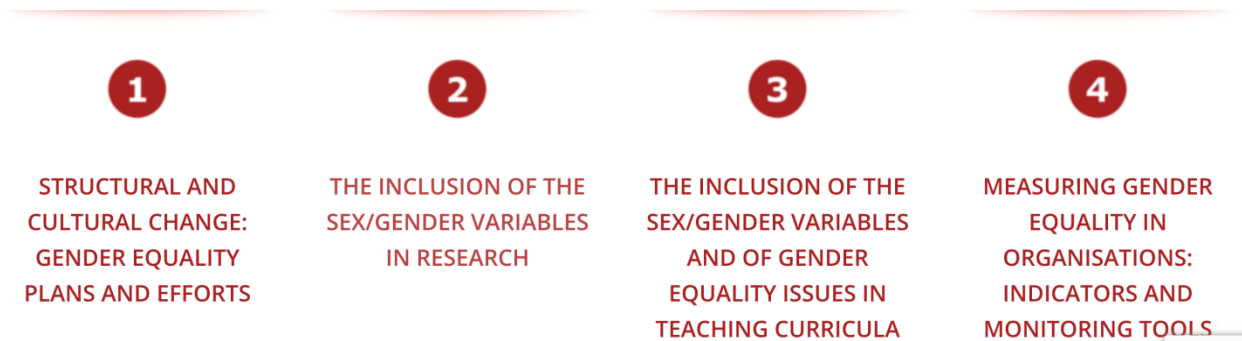 1
STRUCTURAL AND
CULTURAL CHANGE:
GENDER EQUALITY
PLANS AND EFFORTS
2
THE INCLUSION OF THE
SEX/GENDER VARIABLES
IN RESEARCH
3
THE INCLUSION OF THE
SEX/GENDER VARIABLES
AND OF GENDER
EQUALITY ISSUES IN
TEACHING CURRICULA
4
MEASURING GENDER
EQUALITY IN
ORGANISATIONS:
INDICATORS AND
MONITORING TOOLS